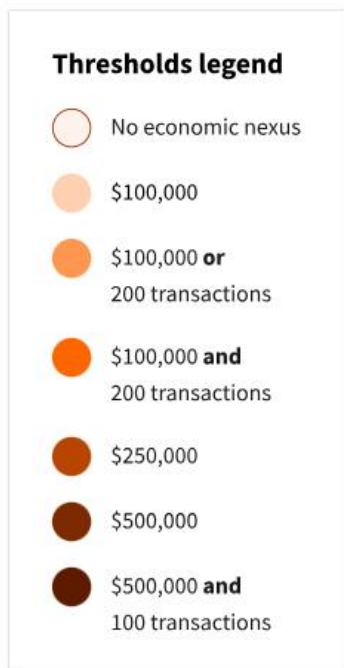 Thresholds legend
No economic nexus
$100,000
$100,000 or
200 transactions
$100,000 and
200 transactions
$250,000
$500,000
$500,000 and
100 transactions